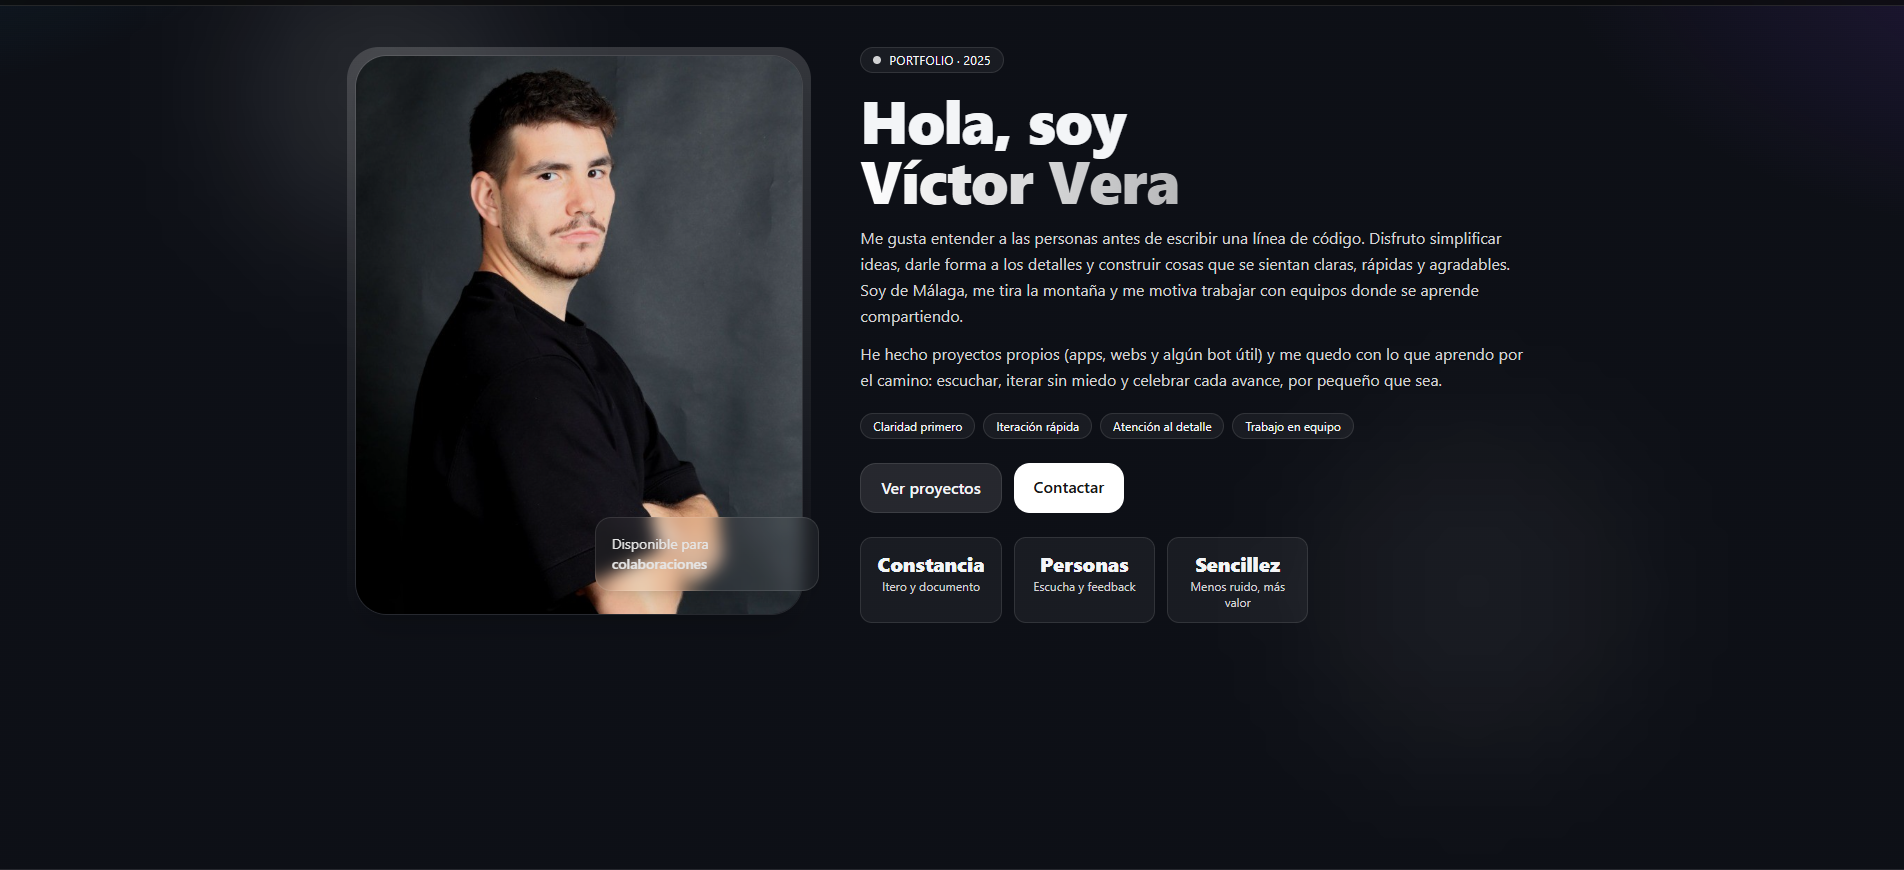 PORTFOLIO · 2025
Hola, soy
Víctor Vera
Me gusta entender a las personas antes de escribir una línea de código. Disfruto simplificar
ideas, darle forma a los detalles y construir cosas que se sientan claras, rápidas y agradables.
Soy de Málaga, me tira la montaña y me motiva trabajar con equipos donde se aprende
compartiendo.
He hecho proyectos propios (apps, webs y algún bot útil) y me quedo con lo que aprendo por
el camino: escuchar, iterar sin miedo y celebrar cada avance, por pequeño que sea.
Claridad primero
Iteración rápida
Atención al detalle
Trabajo en equipo
Ver proyectos
Contactar
Disponible para
colaboraciones
Constancia
Itero y documento
Personas
Escucha y feedback
Sencillez
Menos ruido, más
valor